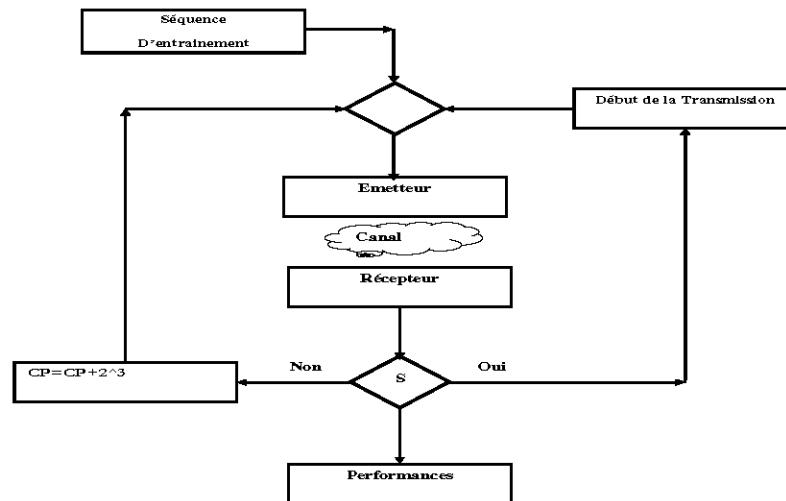 Séquence
D'entrainement
Début de la Transmission
Emetteur
Canal
Récepteur
Non
S
Oui
CP=CP+2^3
Performances